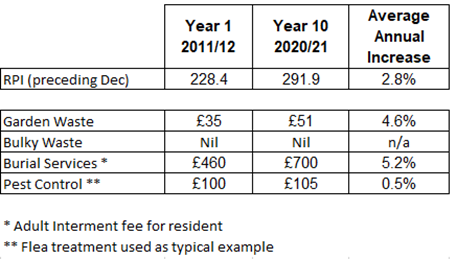 Year 1 Year 10 Average
2011/12 2020/21 Annual
Increase
RPI (preceding Dec) 228.4 291.9 2.8%
Garden Waste £35 £51 4.6%
Bulky Waste Nil Nil n/a
Burial Services * £460 £700 5.2%
Pest Control ** £100 £105 0.5%
* Adult Interment fee for resident
** Flea treatment used as typical example